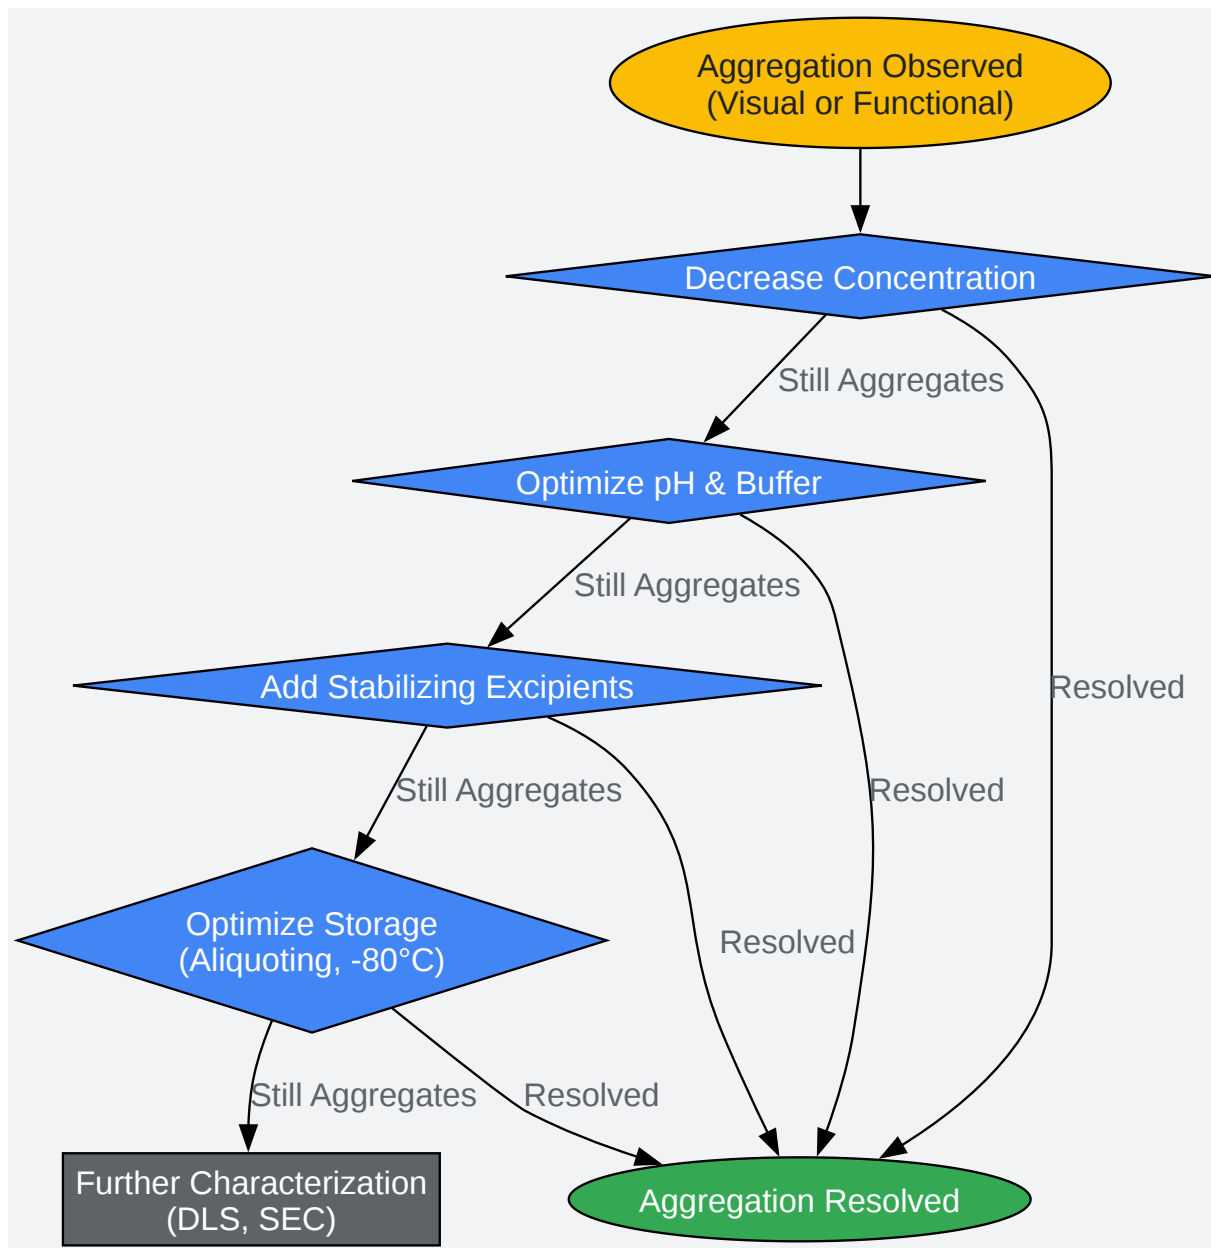 Aggregation Observed
(Visual or Functional)
Decrease Concentration
Still Aggregates
Optimize pH & Buffer
Still Aggregates
Add Stabilizing Excipients
Resolved
Still Aggregates
Resolved
Optimize Storage
(Aliquoting, -80°C)
Resolved
Still Aggregates
Resolved
Further Characterization
(DLS, SEC)
Aggregation Resolved